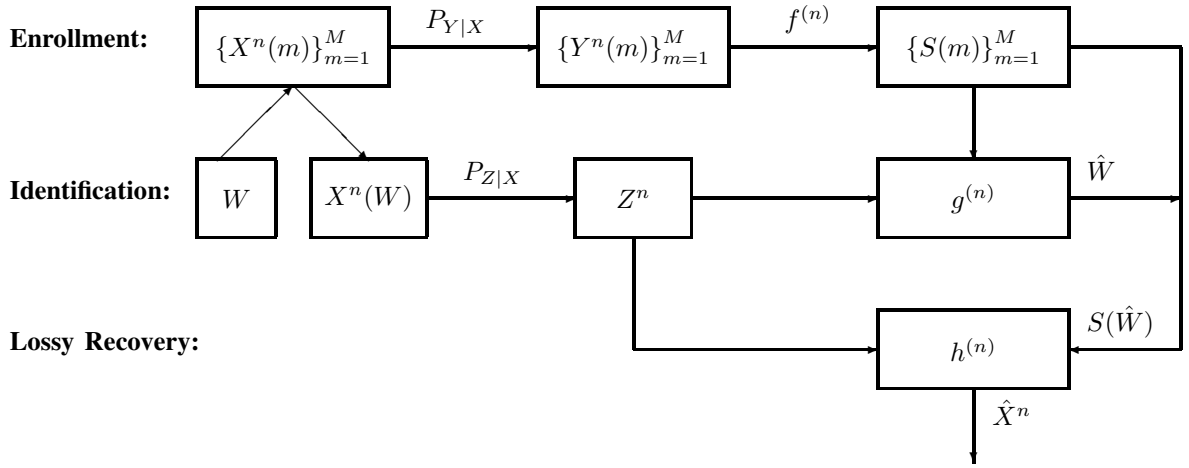 Enrollment: {X^n(m)}_{m=1}^M P_{Y|X} {Y^n(m)}_{m=1}^M f^{(n)} {S(m)}_{m=1}^M
Identification: W X^n(W) P_{Z|X} Z^n g^{(n)} Ŵ
Lossy Recovery: h^{(n)} S(Ŵ)
X̂^n